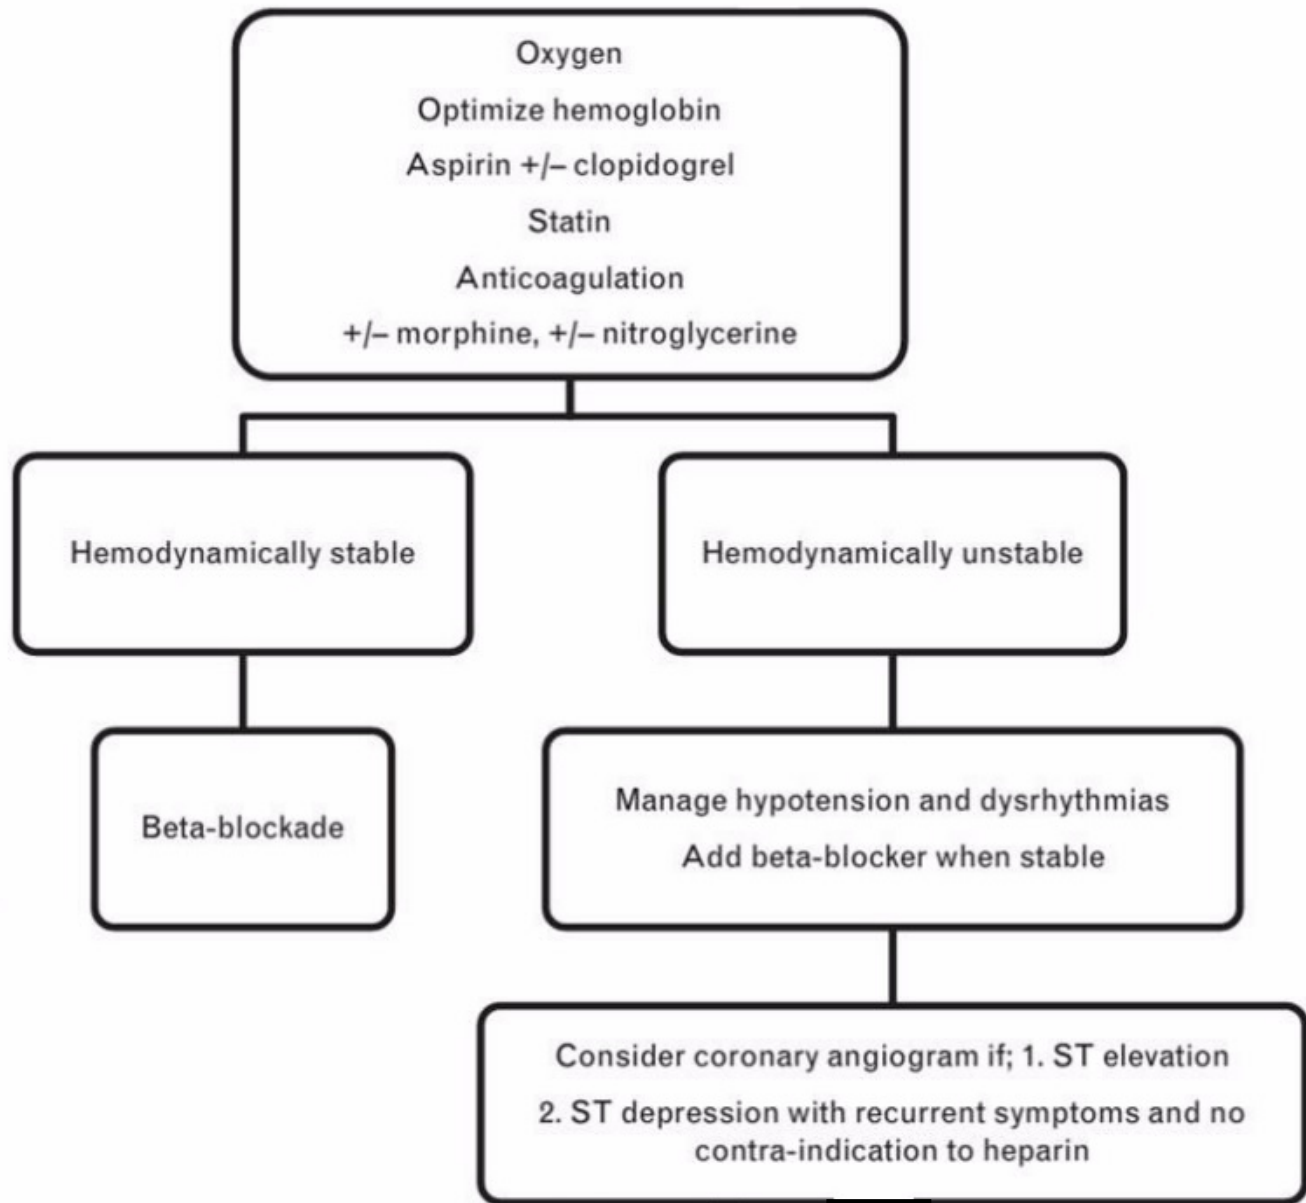 Oxygen
Optimize hemoglobin
Aspirin +/– clopidogrel
Statin
Anticoagulation
+/– morphine, +/– nitroglycerine
Hemodynamically stable
Hemodynamically unstable
Beta-blockade
Manage hypotension and dysrhythmias
Add beta-blocker when stable
Consider coronary angiogram if; 1. ST elevation
2. ST depression with recurrent symptoms and no
contra-indication to heparin